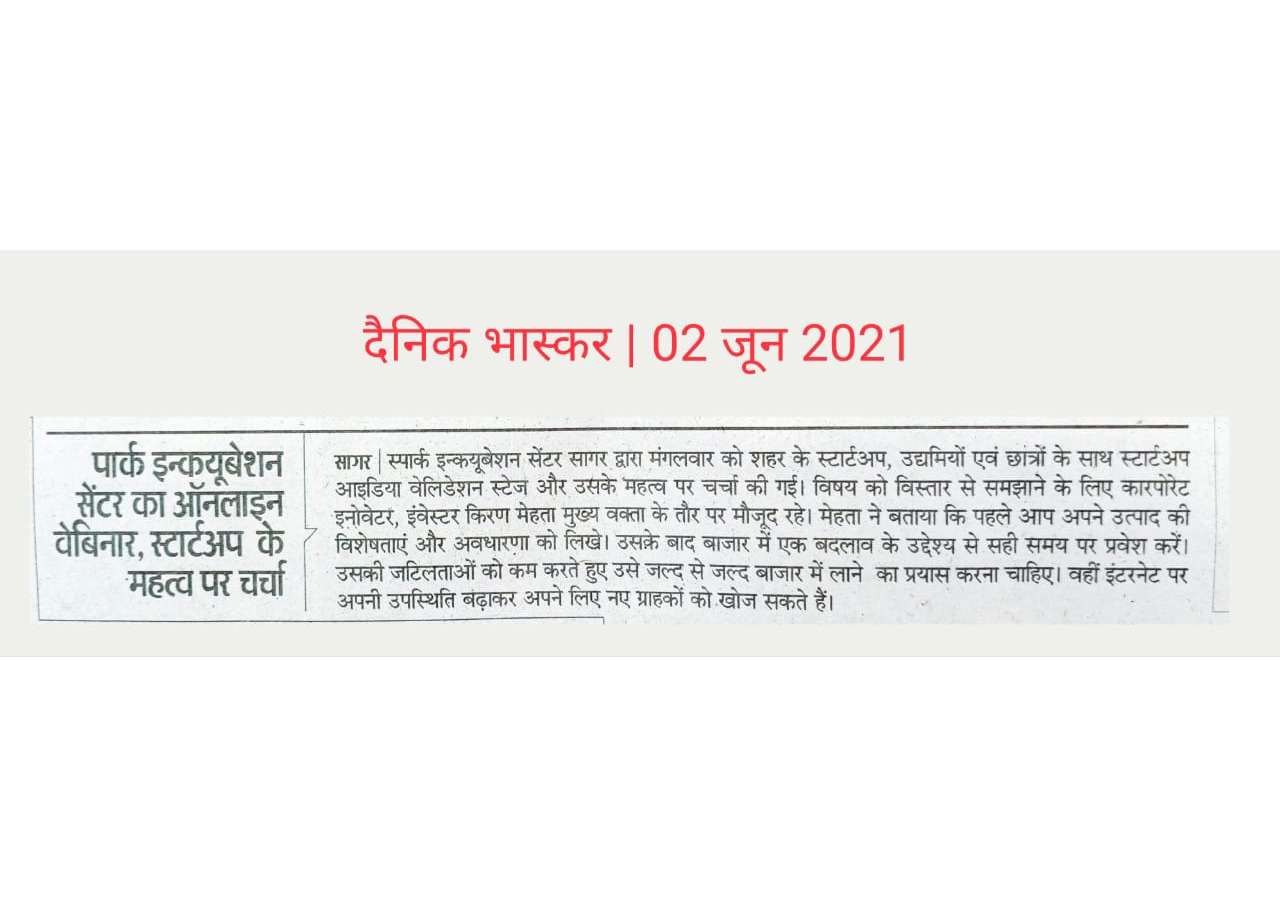 दैनिक भास्कर | 02 जून 2021
पार्क इन्कयूबेशन
सेंटर का ऑनलाइन
वेबिनार, स्टार्टअप के
महत्व पर चर्चा
सागर | स्पार्क इन्कयूबेशन सेंटर सागर द्वारा मंगलवार को शहर के स्टार्टअप, उद्यमियों एवं छांत्रों के साथ स्टार्टअप
आइडिया वेलिडेशन स्टेज और उसके महत्व पर चर्चा की गई। विषय को विस्तार से समझाने के लिए कारपोरेट
इनोवेटर, इंवेस्टर किरण मेहता मुख्य वक्ता के तौर पर मौजूद रहे। मेहता ने बताया कि पहले आप अपने उत्पाद की
विशेषताएं और अवधारणा को लिखे। उसके बाद बाजार में एक बदलाव के उद्देश्य से सही समय पर प्रवेश करें।
उसकी जटिलताओं को कम करते हुए उसे जल्द से जल्द बाजार में लाने का प्रयास करना चाहिए। वहीं इंटरनेट पर
अपनी उपस्थिति बढ़ाकर अपने लिए नए ग्राहकों को खोज सकते हैं।